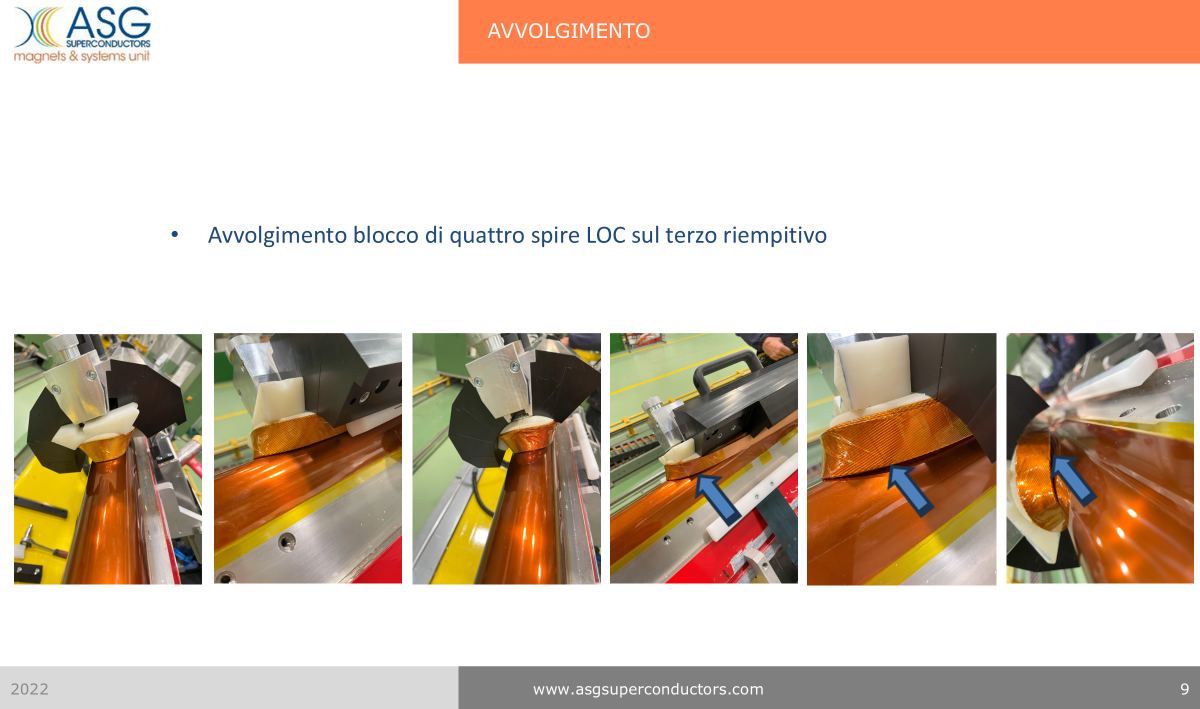 ASG
SUPERCONDUCTORS
magnets & systems unit
AVVOLGIMENTO
• Avvolgimento blocco di quattro spire LOC sul terzo riempitivo
2022
www.asgsuperconductors.com
9